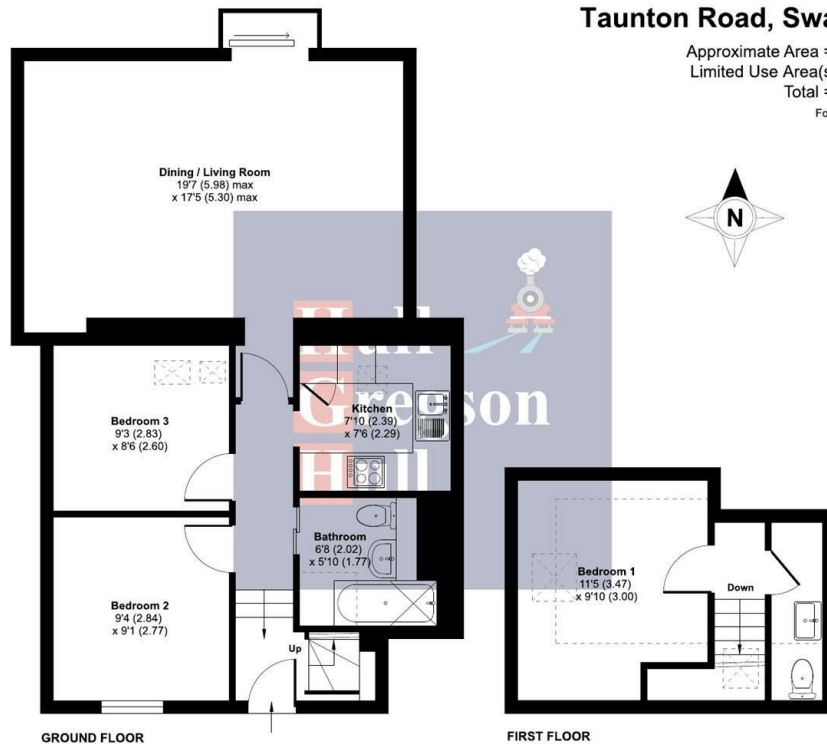 Taunton Road, Swa
Approximate Area =
Limited Use Area(s
Total =
Fo
N
Dining / Living Room
19'7 (5.98) max
x 17'5 (5.30) max
Hull
Gregson
Hull
Bedroom 3
9'3 (2.83)
x 8'6 (2.60)
Kitchen
7'10 (2.39)
x 7'6 (2.29)
Bathroom
6'8 (2.02)
x 5'10 (1.77)
Bedroom 2
9'4 (2.84)
x 9'1 (2.77)
Up
Bedroom 1
11'5 (3.47)
x 9'10 (3.00)
Down
GROUND FLOOR
FIRST FLOOR